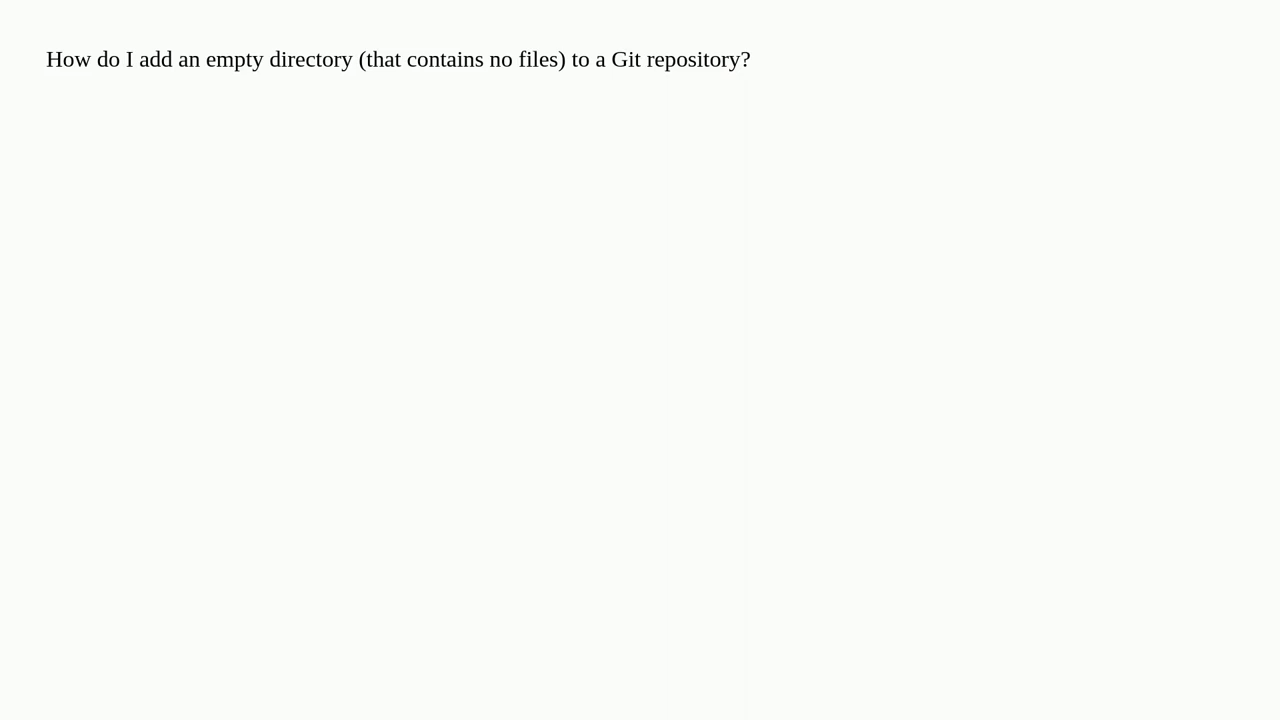 How do I add an empty directory (that contains no files) to a Git repository?